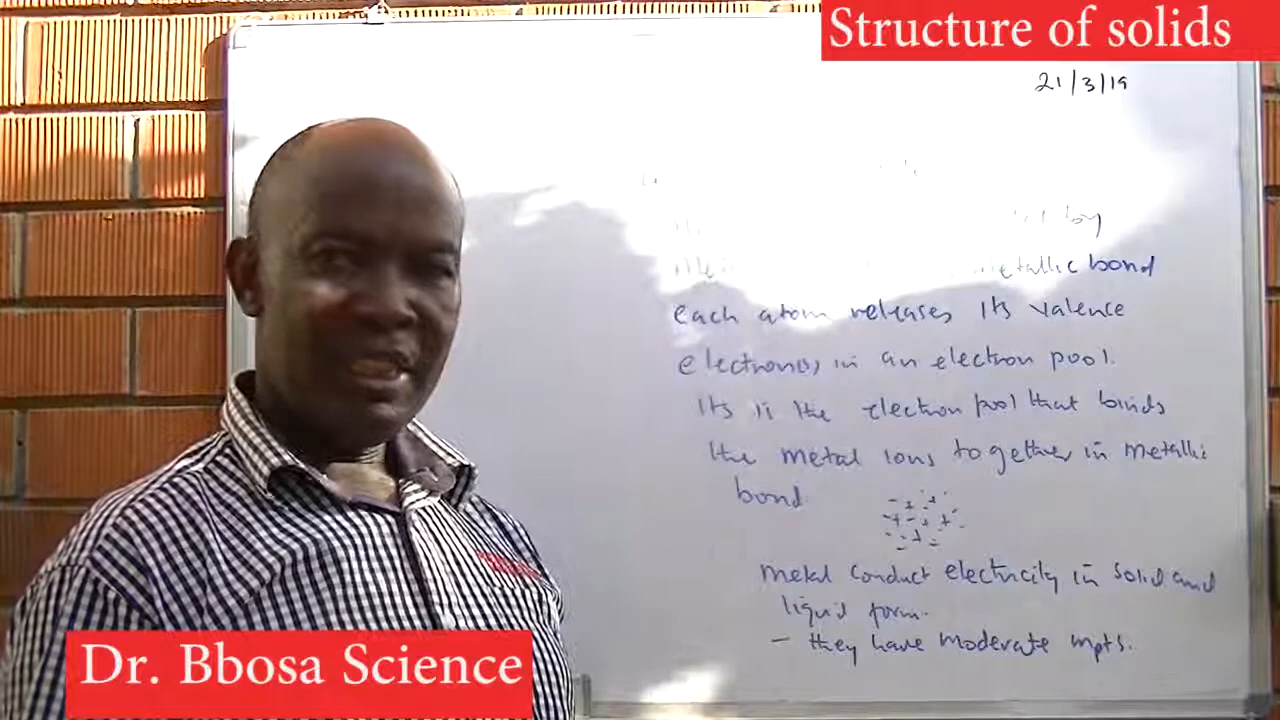 Structure of solids
21/3/19
by
metallic bond
each atom releases its valence
in an electron pool.
Its is the electron pool that binds
the metal ions together in metallic
bond
metal conduct electricity in solid and
liquid form.
- they have moderate mpts.
Dr. Bbosa Science